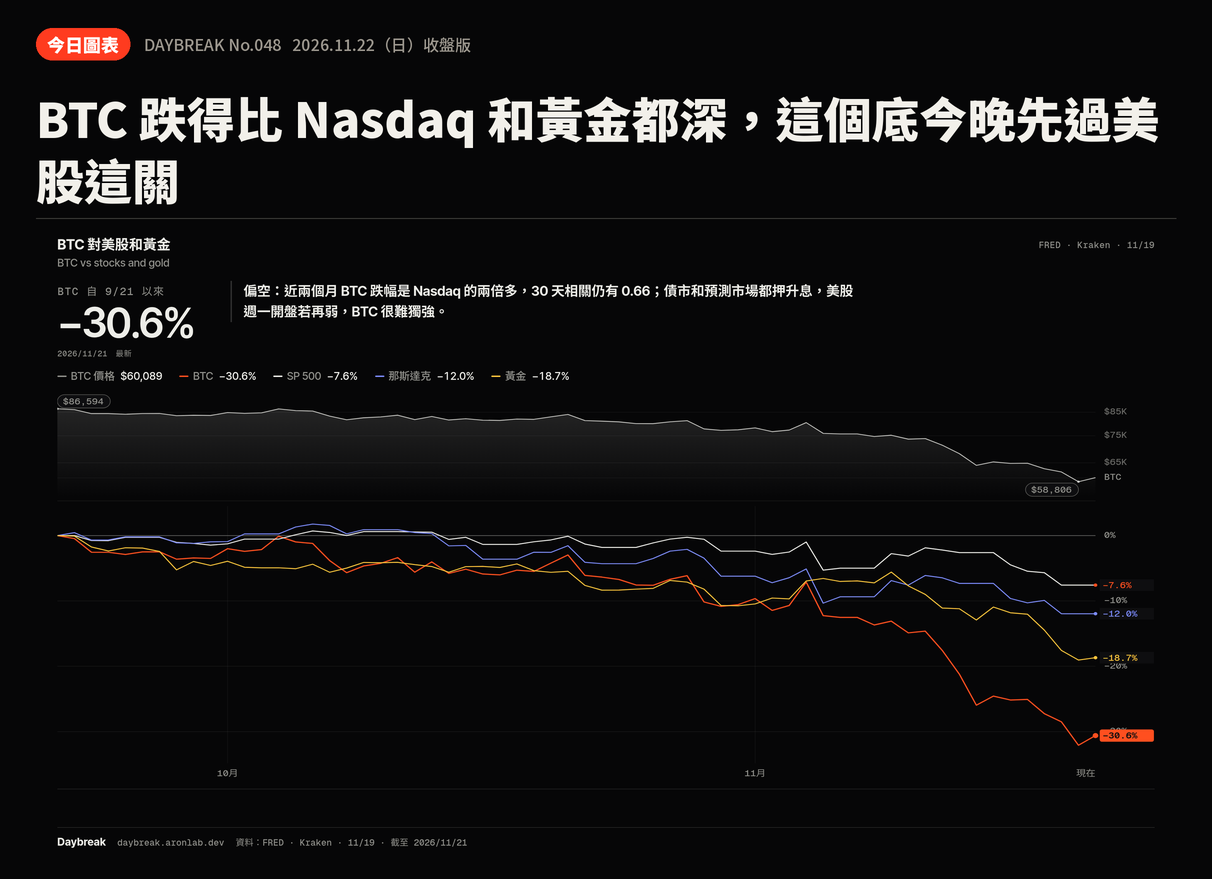 今日圖表 DAYBREAK No.048 2026.11.22（日）收盤版
BTC 跌得比 Nasdaq 和黃金都深，這個底今晚先過美
股這關
BTC 對美股和黃金
FRED · Kraken · 11/19
BTC vs stocks and gold
BTC 自 9/21 以來
−30.6%
2026/11/21 最新
偏空：近兩個月 BTC 跌幅是 Nasdaq 的兩倍多，30 天相關仍有 0.66；債市和預測市場都押升息，美股
週一開盤若再弱，BTC 很難獨強。
BTC 價格 $60,089 BTC −30.6% SP 500 −7.6% 那斯達克 −12.0% 黃金 −18.7%
$86,594
$85K
$75K
$65K
BTC
$58,806
0%
−7.6%
−10%
−12.0%
−18.7%
−20%
−30.6%
10月 11月 現在
Daybreak daybreak.aronlab.dev 資料：FRED · Kraken · 11/19 · 截至 2026/11/21